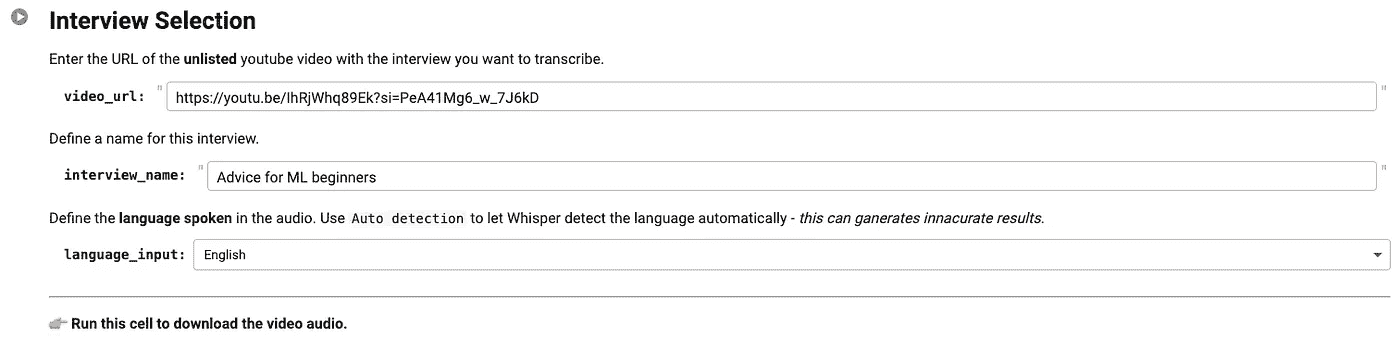 Interview Selection
Enter the URL of the unlisted youtube video with the interview you want to transcribe.
video_url: " https://youtu.be/IhRjWhq89Ek?si=PeA41Mg6_w_7J6kD "
Define a name for this interview.
interview_name: " Advice for ML beginners "
Define the language spoken in the audio. Use Auto detection to let Whisper detect the language automatically - this can ganerates innacurate results.
language_input: English
Run this cell to download the video audio.